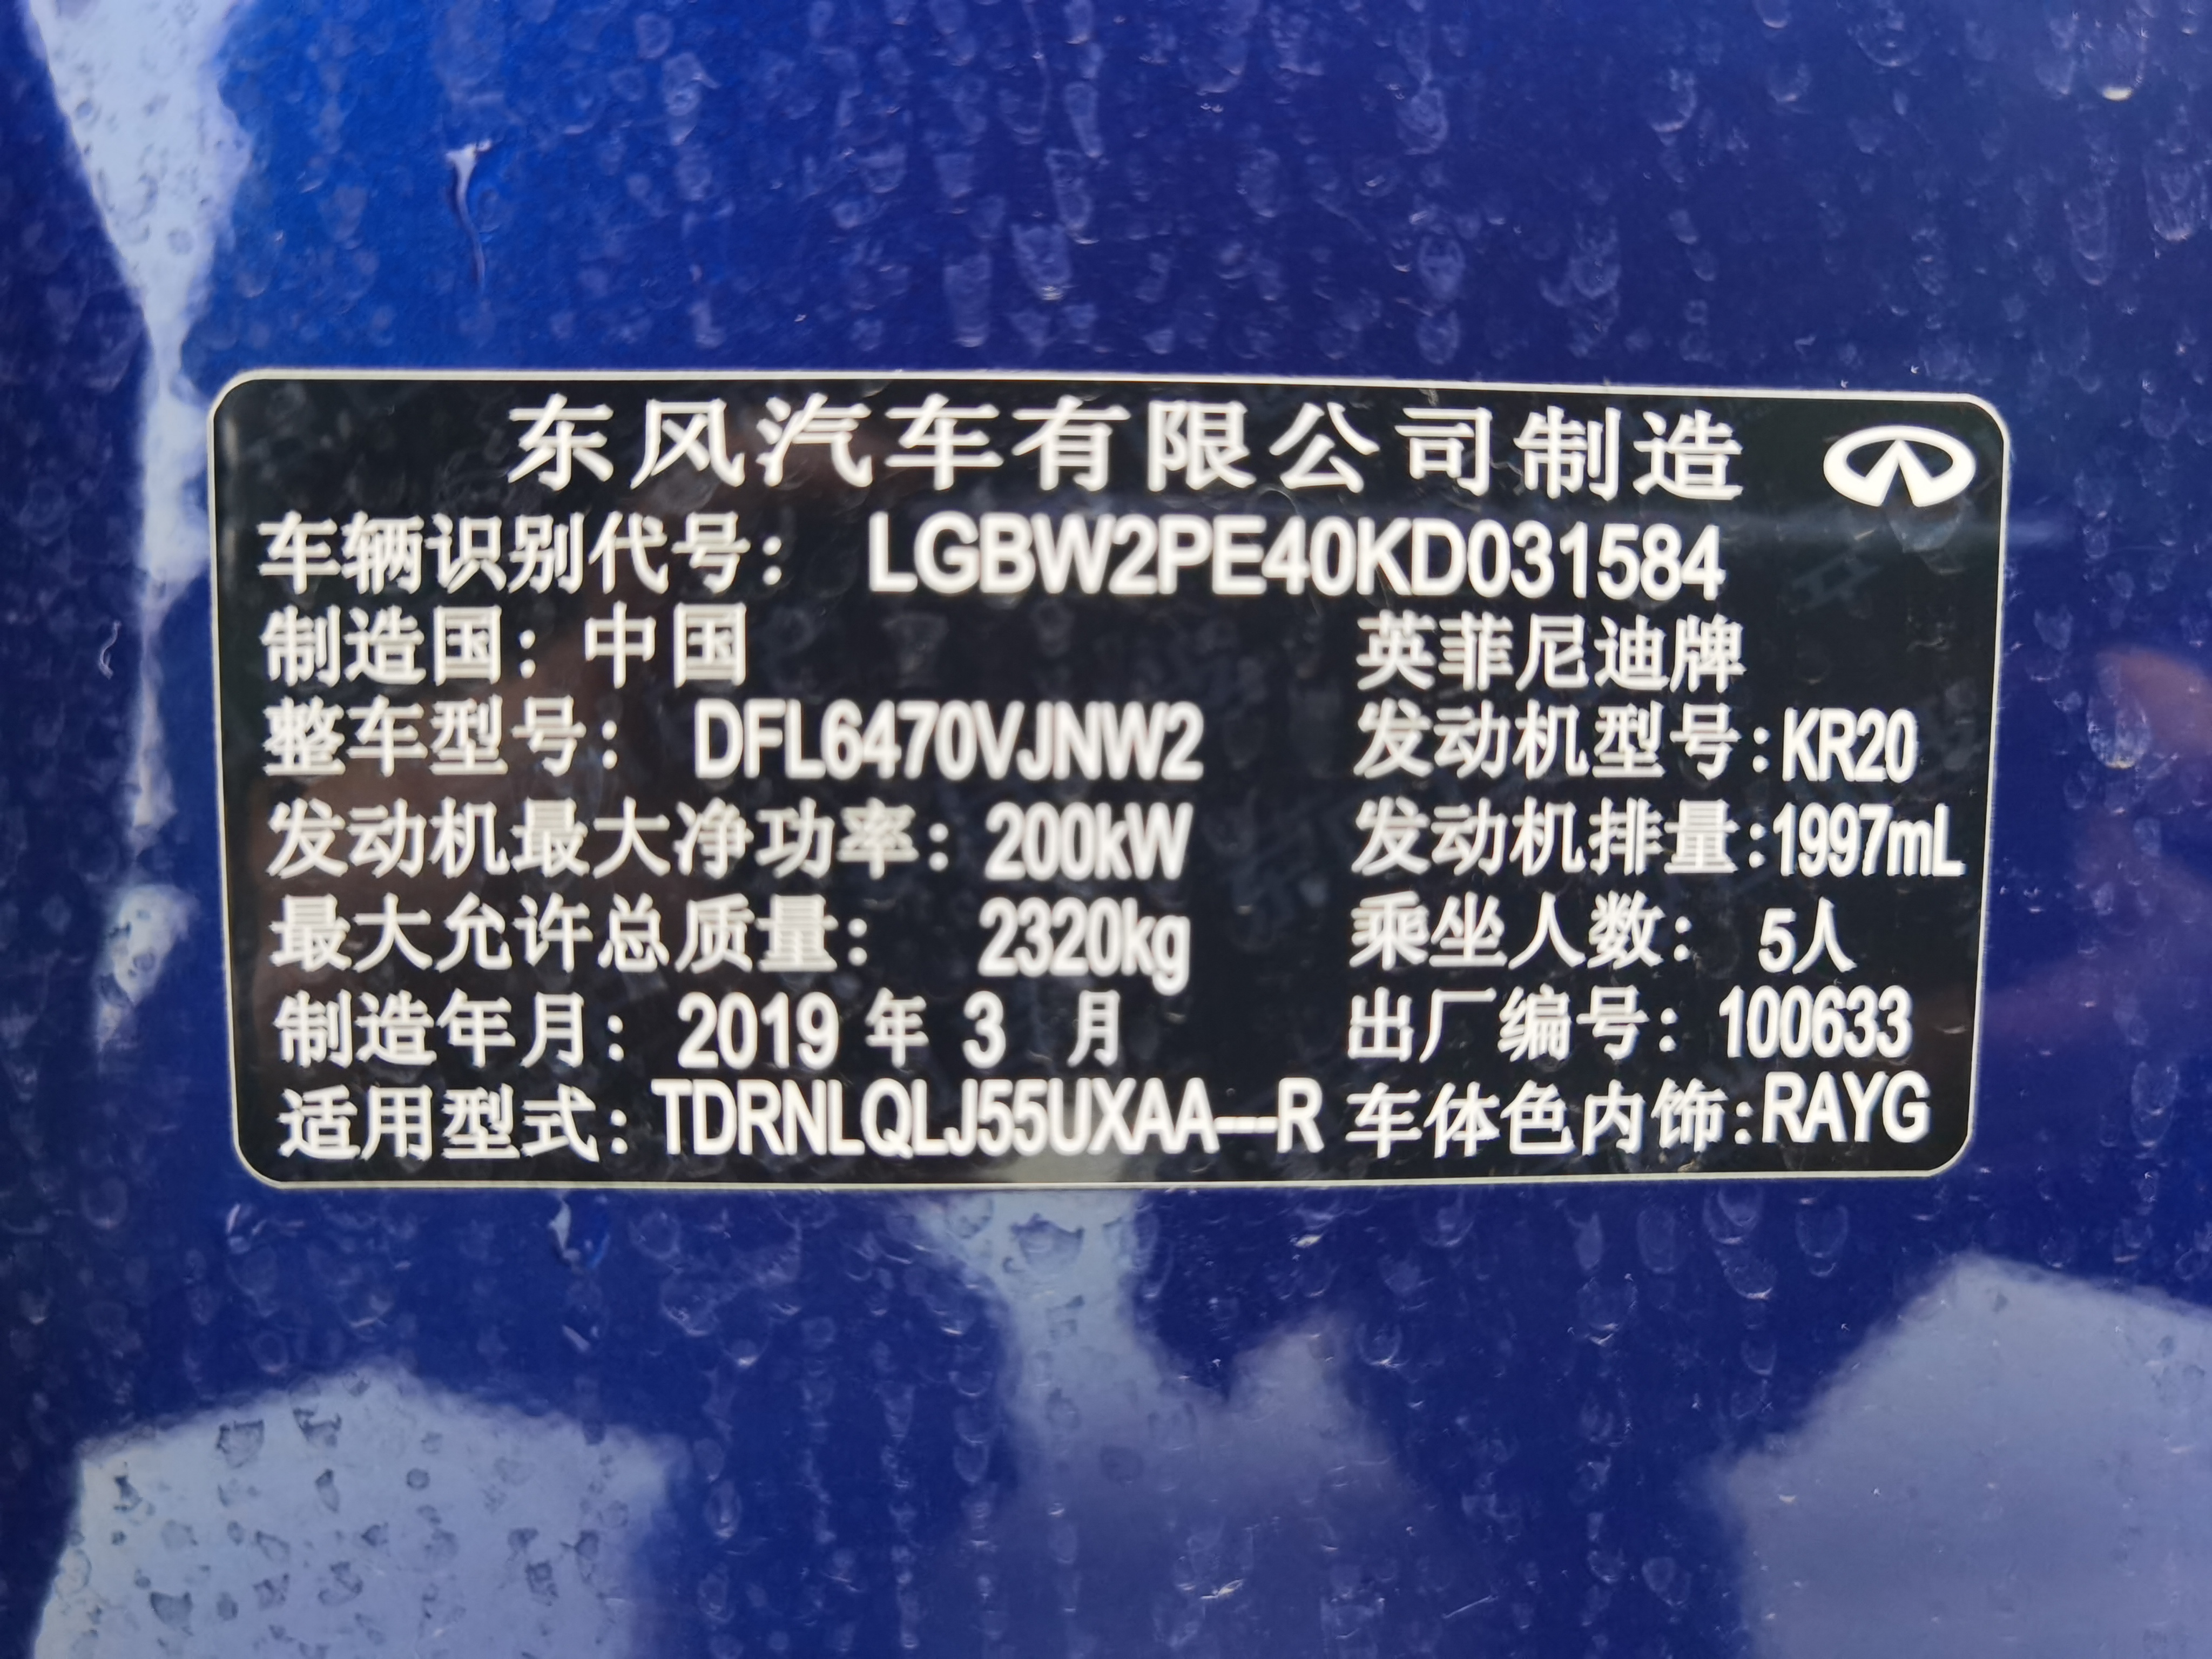 东风汽车有限公司制造
车辆识别代号： LGBW2PE40KD031584
制造国：中国 英菲尼迪牌
整车型号： DFL6470VJNW2 发动机型号：KR20
发动机最大净功率：200kW 发动机排量：1997mL
最大允许总质量： 2320kg 乘坐人数： 5人
制造年月： 2019 年 3 月 出厂编号：100633
适用型式：TDRNLQLJ55UXAA---R 车体色内饰：RAYG